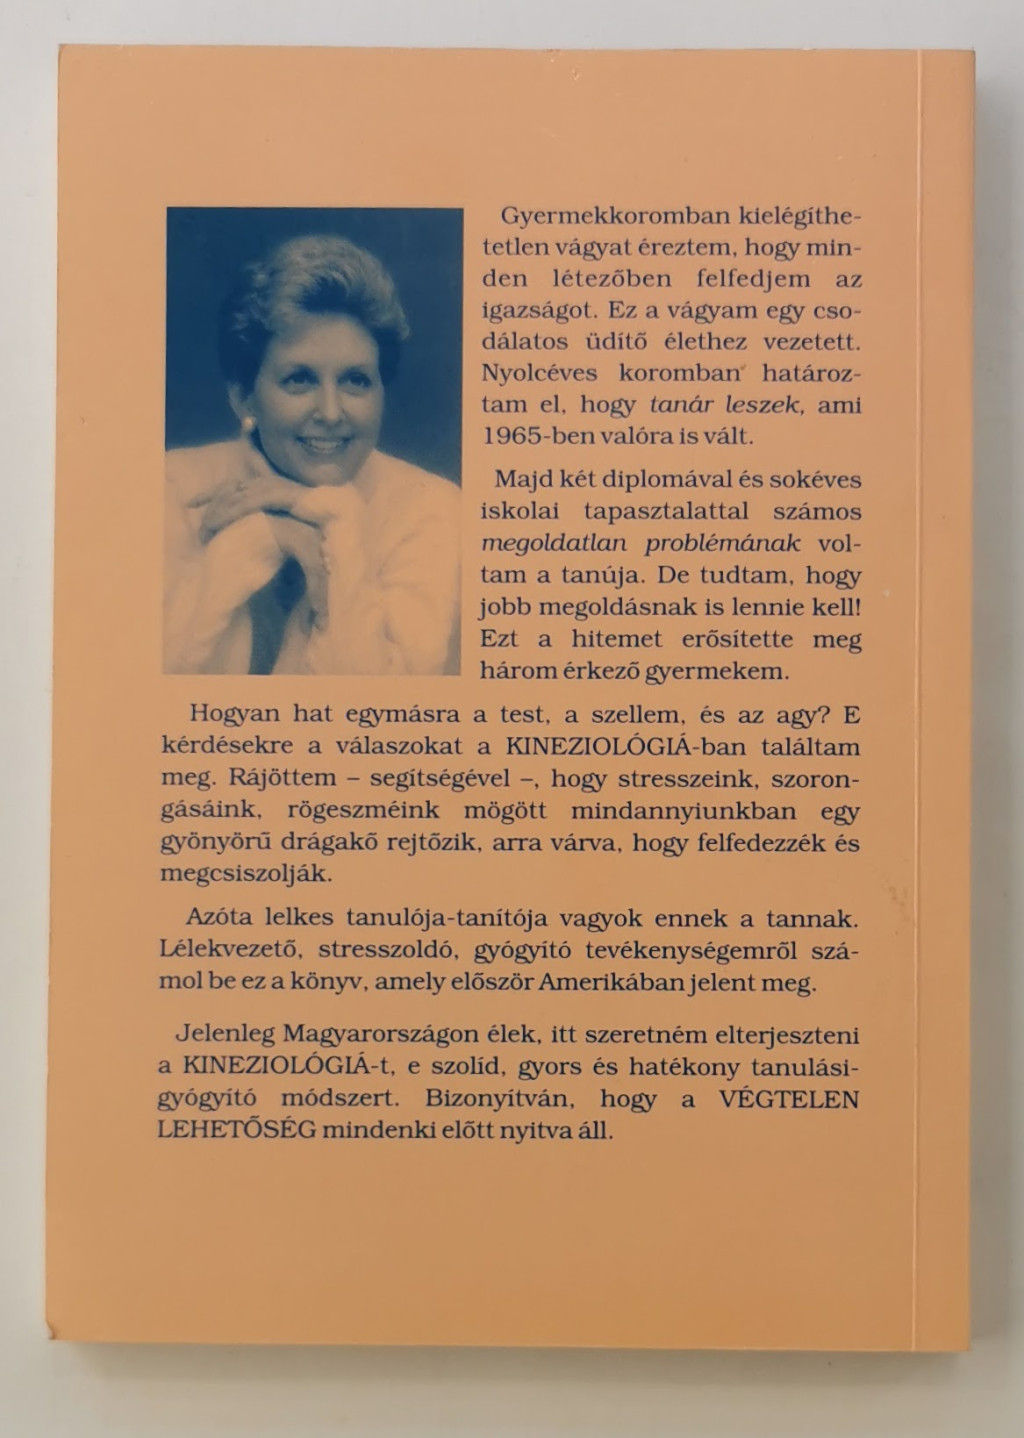 Gyermekkoromban kielégíthe-
tetlen vágyat éreztem, hogy min-
den létezőben felfedjem az
igazságot. Ez a vágyam egy cso-
dálatos üdítő élethez vezetett.
Nyolcéves koromban határoz-
tam el, hogy tanár leszek, ami
1965-ben valóra is vált.
Majd két diplomával és sokéves
iskolai tapasztalattal számos
megoldatlan problémának vol-
tam a tanúja. De tudtam, hogy
jobb megoldásnak is lennie kell!
Ezt a hitemet erősítette meg
három érkező gyermekem.
Hogyan hat egymásra a test, a szellem, és az agy? E
kérdésekre a válaszokat a KINEZIOLÓGIÁ-ban találtam
meg. Rájöttem – segítségével –, hogy stresszeink, szoron-
gásáink, rögeszméink mögött mindannyiunkban egy
gyönyörű drágakő rejtőzik, arra várva, hogy felfedezzék és
megcsiszolják.
Azóta lelkes tanulója-tanítója vagyok ennek a tannak.
Lélekvezető, stresszoldó, gyógyító tevékenységemről szá-
mol be ez a könyv, amely először Amerikában jelent meg.
Jelenleg Magyarországon élek, itt szeretném elterjeszteni
a KINEZIOLÓGIÁ-t, e szolíd, gyors és hatékony tanulási-
gyógyító módszert. Bizonyítván, hogy a VÉGTELEN
LEHETŐSÉG mindenki előtt nyitva áll.